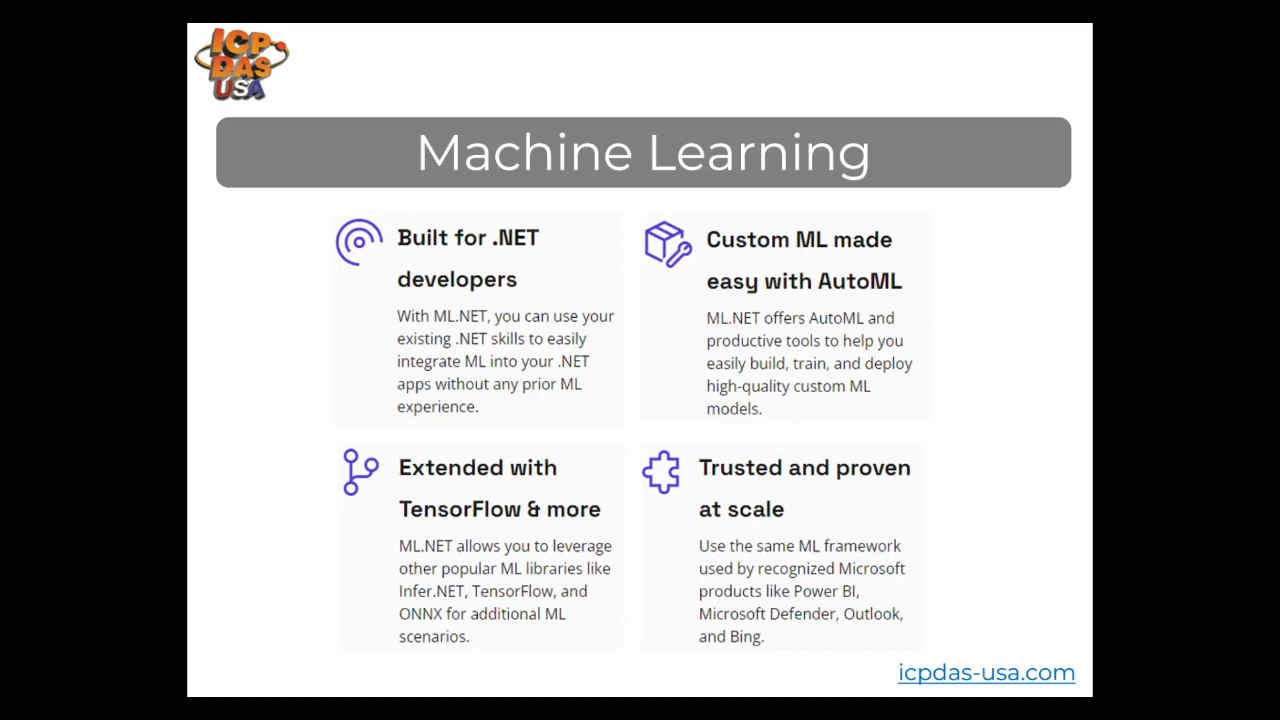 ICP
DAS
USA
Machine Learning
Built for .NET
developers
With ML.NET, you can use your
existing .NET skills to easily
integrate ML into your .NET
apps without any prior ML
experience.
Custom ML made
easy with AutoML
ML.NET offers AutoML and
productive tools to help you
easily build, train, and deploy
high-quality custom ML
models.
Extended with
TensorFlow & more
ML.NET allows you to leverage
other popular ML libraries like
Infer.NET, TensorFlow, and
ONNX for additional ML
scenarios.
Trusted and proven
at scale
Use the same ML framework
used by recognized Microsoft
products like Power BI,
Microsoft Defender, Outlook,
and Bing.
icpdas-usa.com